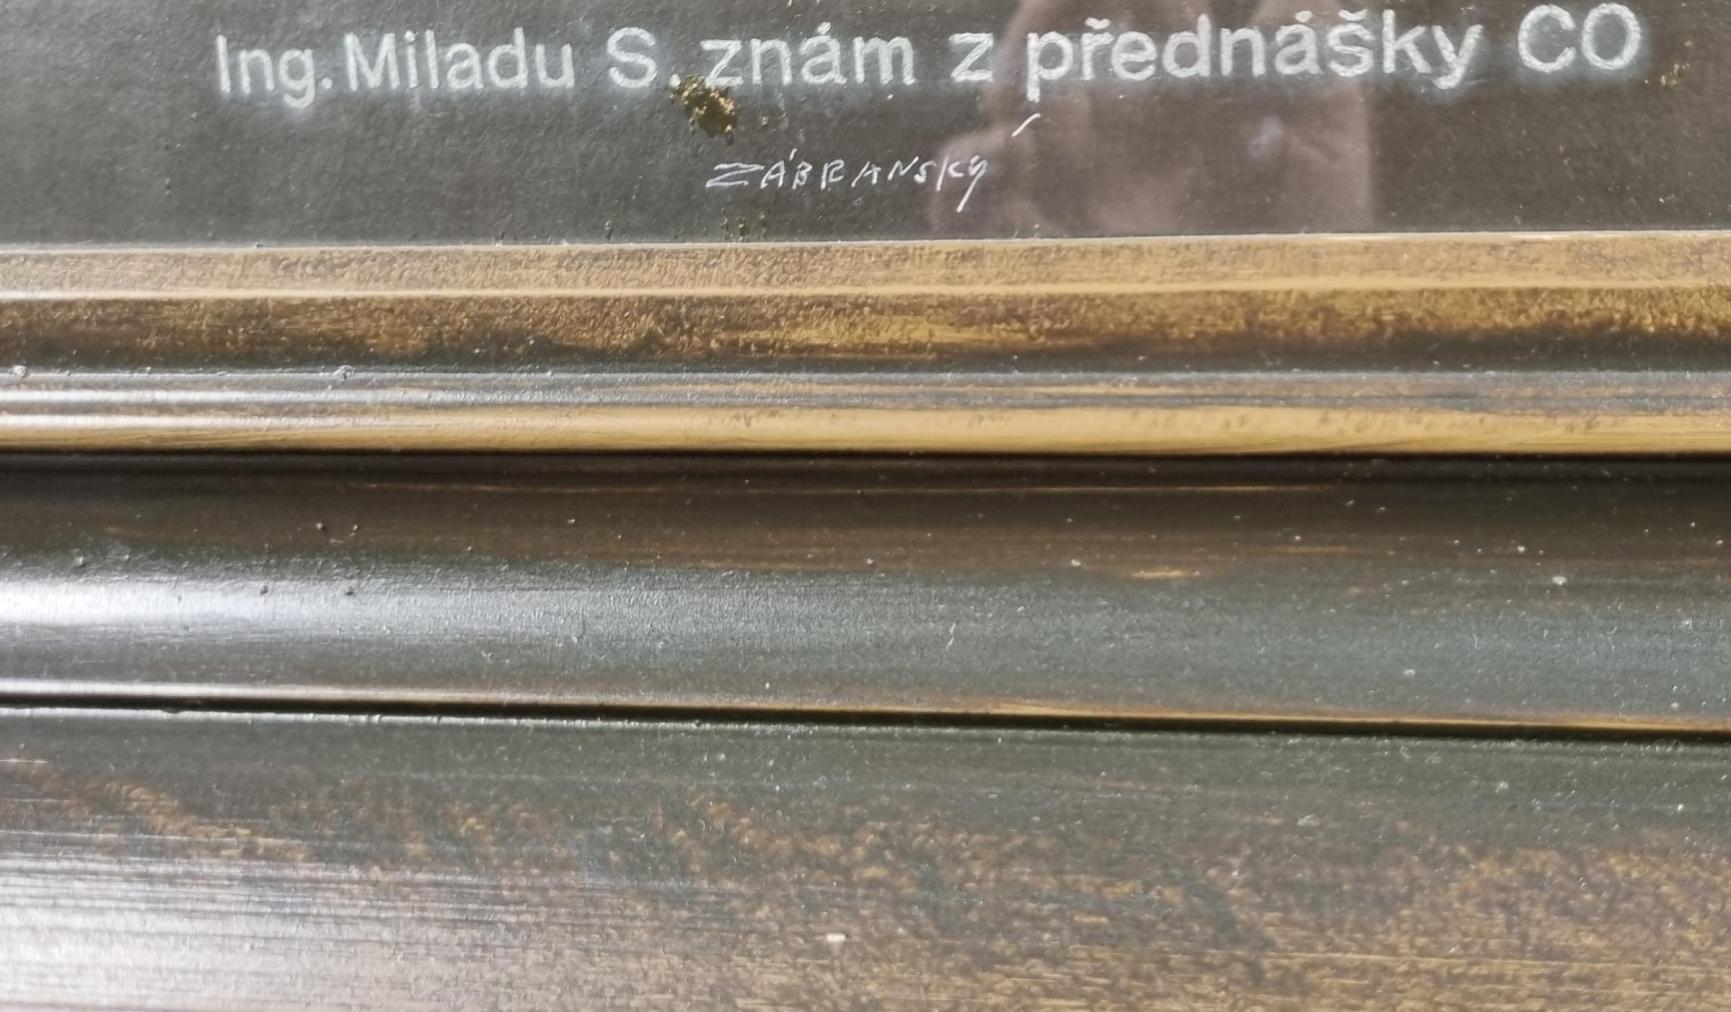 Ing. Miladu S. znám z přednášky CO
ZÁBRANSKÝ